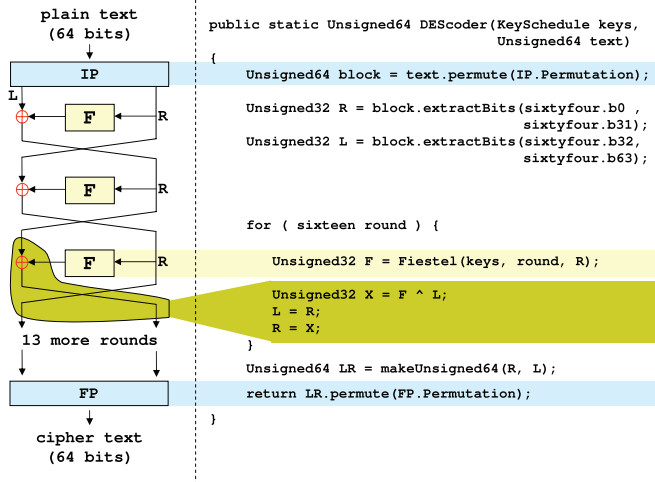 plain text
(64 bits)
IP
L
F
R
F
R
F
R
13 more rounds
FP
cipher text
(64 bits)
public static Unsigned64 DEScoder(KeySchedule keys,
Unsigned64 text)
{
Unsigned64 block = text.permute(IP.Permutation);
Unsigned32 R = block.extractBits(sixtyfour.b0 ,
sixtyfour.b31);
Unsigned32 L = block.extractBits(sixtyfour.b32,
sixtyfour.b63);
for ( sixteen round ) {
Unsigned32 F = Fiestel(keys, round, R);
Unsigned32 X = F ^ L;
L = R;
R = X;
}
Unsigned64 LR = makeUnsigned64(R, L);
return LR.permute(FP.Permutation);
}